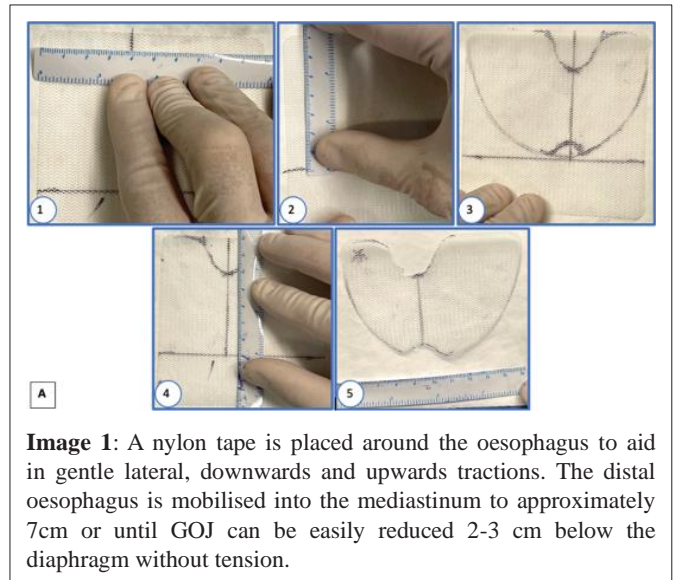 1
2
3
4
5
A
Image 1: A nylon tape is placed around the oesophagus to aid
in gentle lateral, downwards and upwards tractions. The distal
oesophagus is mobilised into the mediastinum to approximately
7cm or until GOJ can be easily reduced 2-3 cm below the
diaphragm without tension.